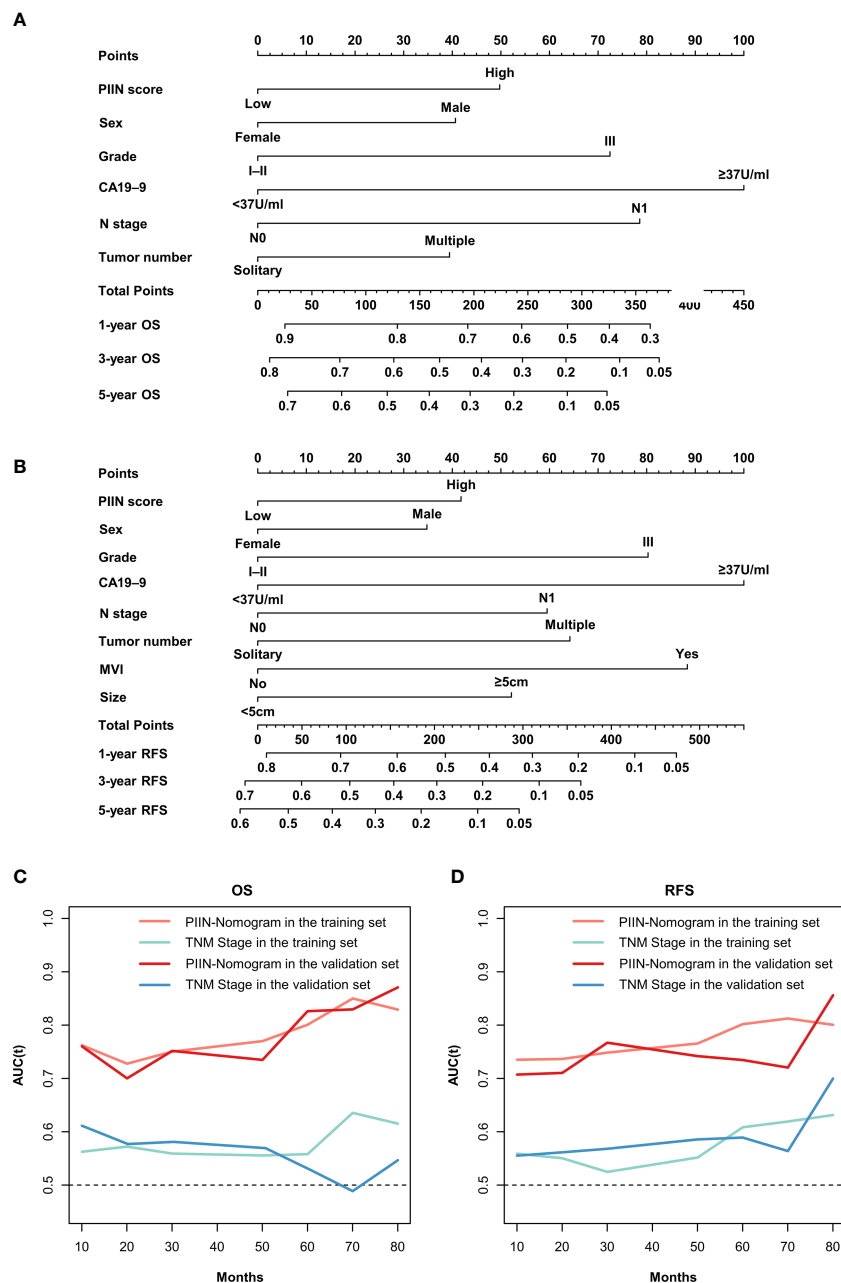 A
Points
0 10 20 30 40 50 60 70 80 90 100
PIIN score
High
Low
Sex
Male
Female
Grade
III
I–II
CA19–9
≥37U/ml
<37U/ml
N stage
N1
N0
Tumor number
Multiple
Solitary
Total Points
0 50 100 150 200 250 300 350 400 450
1-year OS
0.9 0.8 0.7 0.6 0.5 0.4 0.3
3-year OS
0.8 0.7 0.6 0.5 0.4 0.3 0.2 0.1 0.05
5-year OS
0.7 0.6 0.5 0.4 0.3 0.2 0.1 0.05
B
Points
0 10 20 30 40 50 60 70 80 90 100
PIIN score
High
Low
Sex
Male
Female
Grade
III
I–II
CA19–9
≥37U/ml
<37U/ml
N stage
N1
N0
Tumor number
Multiple
Solitary
MVI
Yes
No
Size
≥5cm
<5cm
Total Points
0 50 100 200 300 400 500
1-year RFS
0.8 0.7 0.6 0.5 0.4 0.3 0.2 0.1 0.05
3-year RFS
0.7 0.6 0.5 0.4 0.3 0.2 0.1 0.05
5-year RFS
0.6 0.5 0.4 0.3 0.2 0.1 0.05
C
OS
PIIN-Nomogram in the training set
TNM Stage in the training set
PIIN-Nomogram in the validation set
TNM Stage in the validation set
AUC(t)
1.0
0.9
0.8
0.7
0.6
0.5
10 20 30 40 50 60 70 80
Months
D
RFS
PIIN-Nomogram in the training set
TNM Stage in the training set
PIIN-Nomogram in the validation set
TNM Stage in the validation set
AUC(t)
1.0
0.9
0.8
0.7
0.6
0.5
10 20 30 40 50 60 70 80
Months